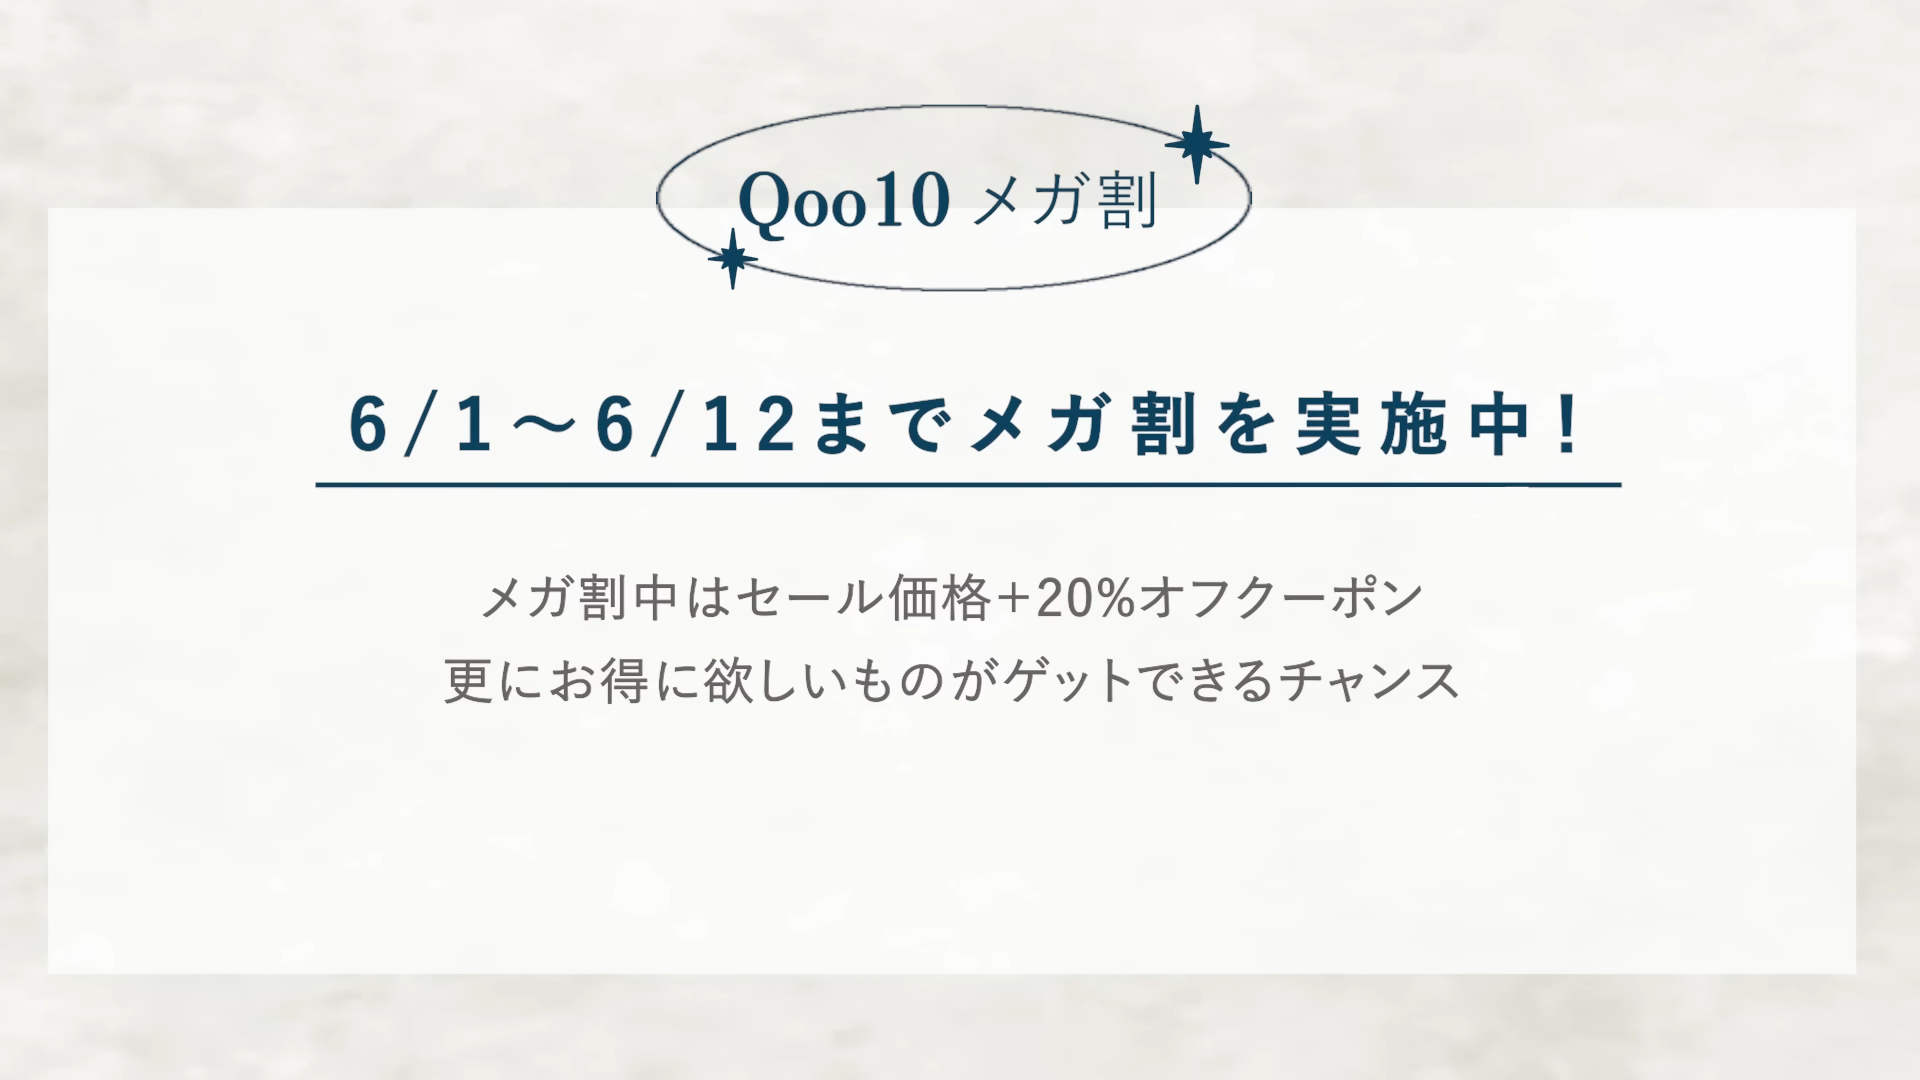 Qoo10 メガ割
6/1～6/12までメガ割を実施中！
メガ割中はセール価格+20%オフクーポン
更にお得に欲しいものがゲットできるチャンス